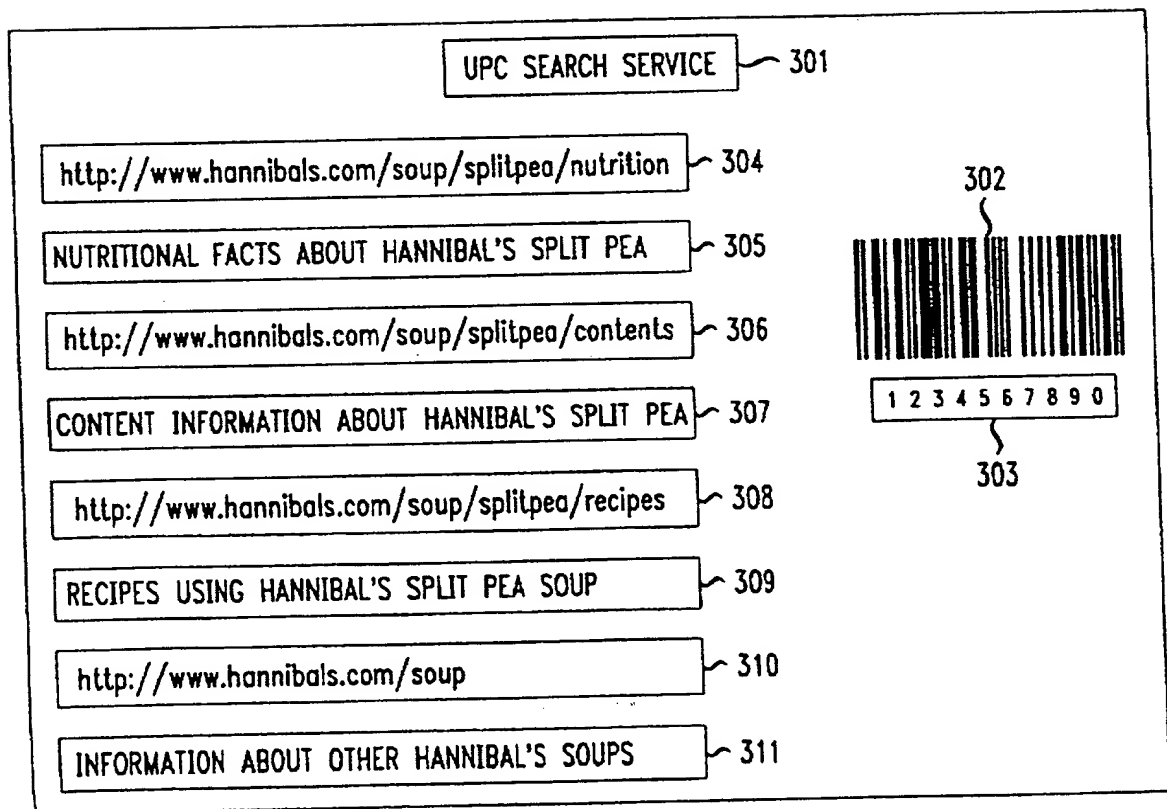 UPC SEARCH SERVICE 301
http://www.hannibals.com/soup/splitpea/nutrition 304
NUTRITIONAL FACTS ABOUT HANNIBAL'S SPLIT PEA 305
http://www.hannibals.com/soup/splitpea/contents 306
CONTENT INFORMATION ABOUT HANNIBAL'S SPLIT PEA 307
http://www.hannibals.com/soup/splitpea/recipes 308
RECIPES USING HANNIBAL'S SPLIT PEA SOUP 309
http://www.hannibals.com/soup 310
INFORMATION ABOUT OTHER HANNIBAL'S SOUPS 311
302
1 2 3 4 5 6 7 8 9 0
303